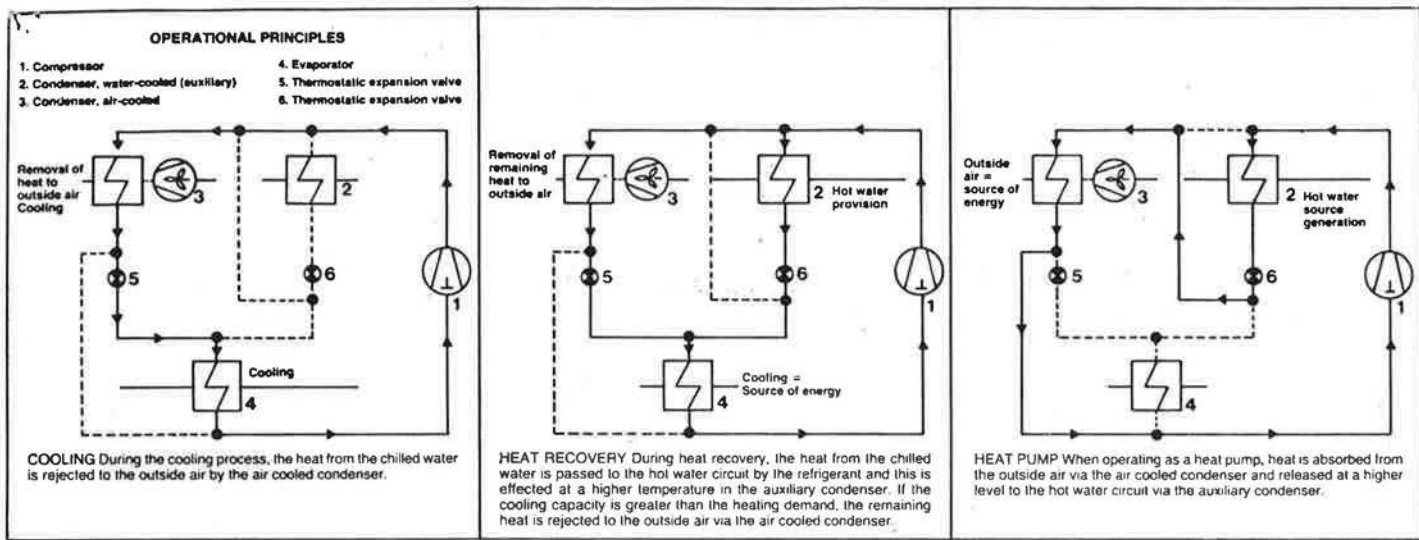 OPERATIONAL PRINCIPLES
1. Compressor
2. Condenser, water-cooled (auxiliary)
3. Condenser, air-cooled
4. Evaporator
5. Thermostatic expansion valve
6. Thermostatic expansion valve
Removal of
heat to
outside air
Cooling
3
2
5
6
1
Cooling
4
COOLING During the cooling process, the heat from the chilled water
is rejected to the outside air by the air cooled condenser.
Removal of
remaining
heat to
outside air
3
2 Hot water
provision
5
6
1
Cooling =
Source of energy
4
HEAT RECOVERY During heat recovery, the heat from the chilled
water is passed to the hot water circuit by the refrigerant and this is
effected at a higher temperature in the auxiliary condenser. If the
cooling capacity is greater than the heating demand, the remaining
heat is rejected to the outside air via the air cooled condenser.
Outside
air =
source of
energy
3
2 Hot water
source
generation
5
6
1
4
HEAT PUMP When operating as a heat pump, heat is absorbed from
the outside air via the air cooled condenser and released at a higher
level to the hot water circuit via the auxiliary condenser.